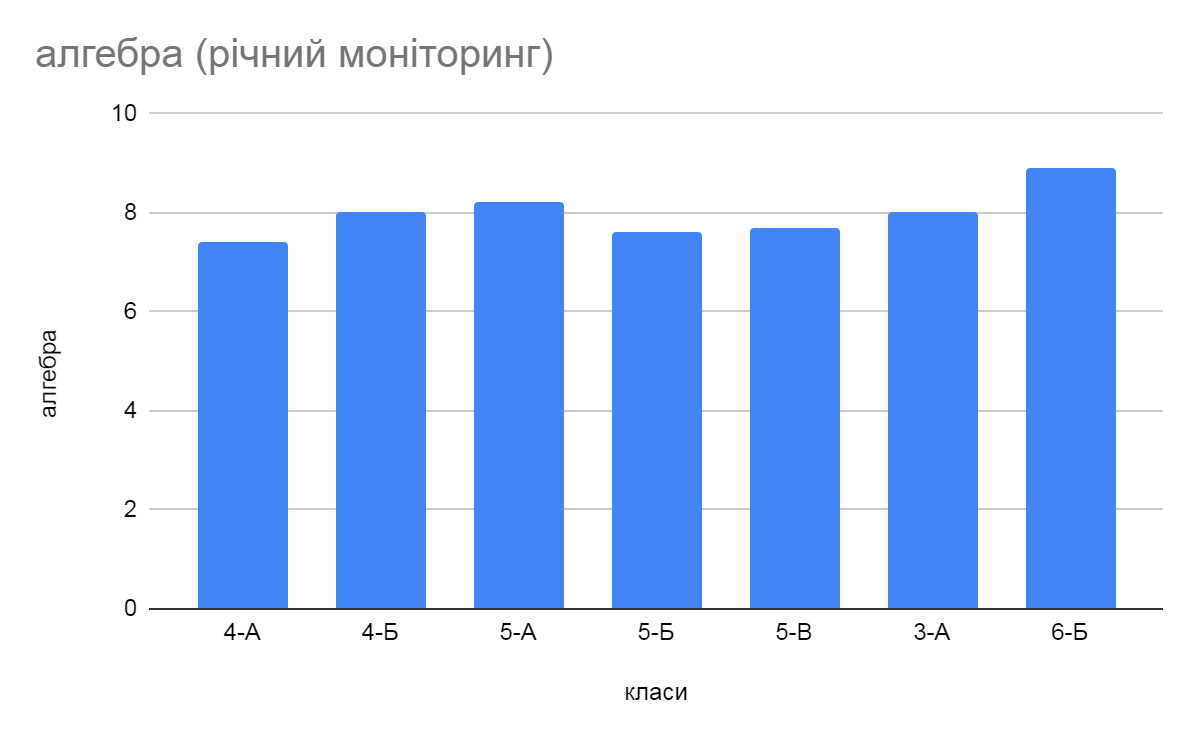 алгебра (річний моніторинг)
10
8
6
4
2
0
алгебра
4-А
4-Б
5-А
5-Б
5-В
3-А
6-Б
класи